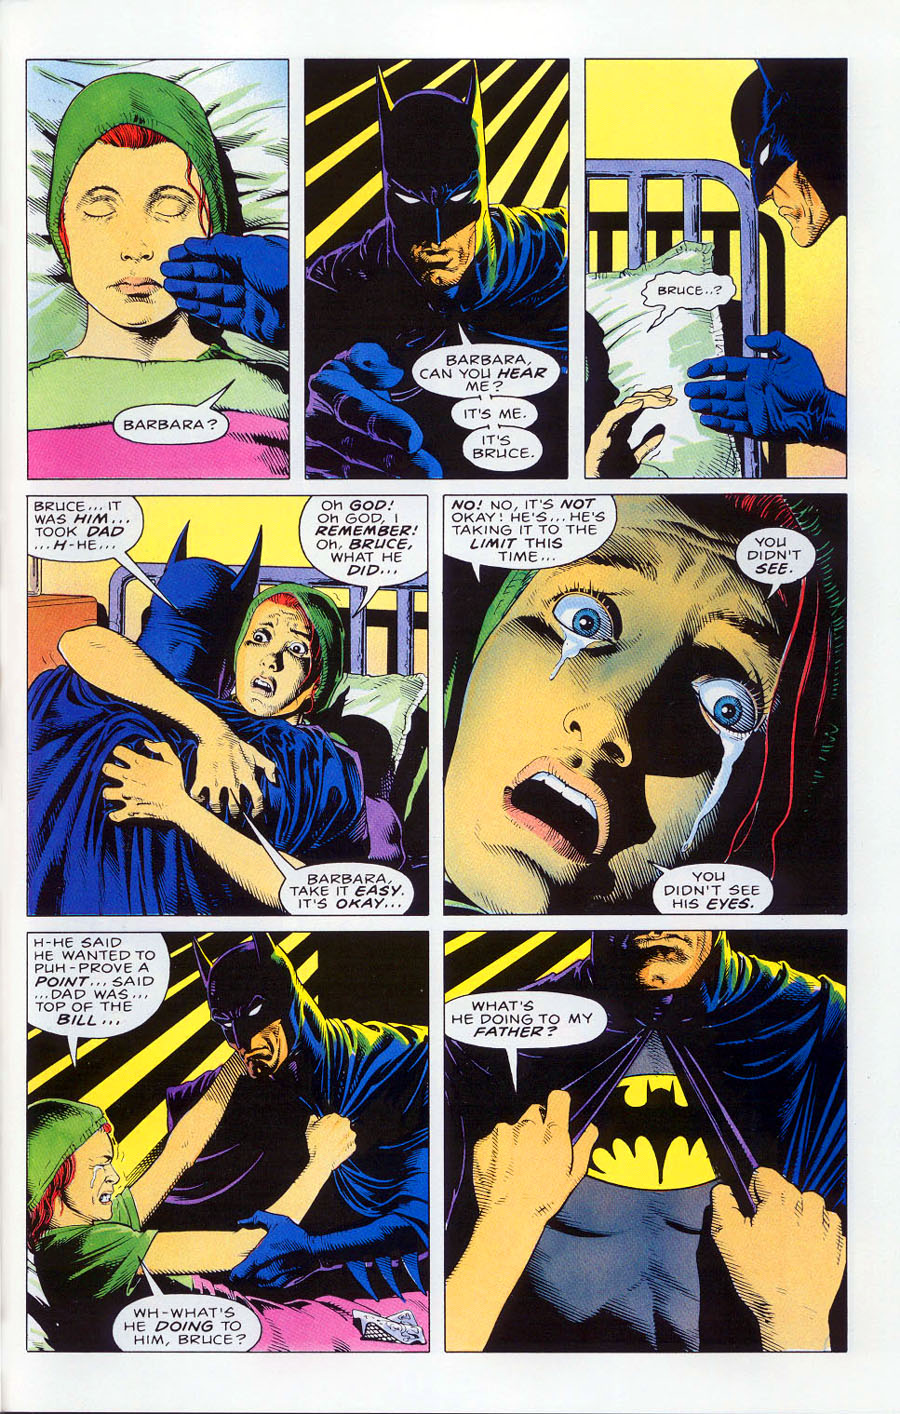 BARBARA?
BARBARA,
CAN YOU HEAR
ME?
IT'S ME.
IT'S
BRUCE.
BRUCE..?
BRUCE... IT
WAS HIM...
TOOK DAD
...H-HE...
Oh GOD!
Oh GOD, I
REMEMBER!
Oh, BRUCE,
WHAT HE
DID...
BARBARA,
TAKE IT EASY.
IT'S OKAY...
NO! NO, IT'S NOT
OKAY! HE'S... HE'S
TAKING IT TO THE
LIMIT THIS
TIME...
YOU
DIDN'T
SEE.
YOU
DIDN'T SEE
HIS EYES.
H-HE SAID
HE WANTED TO
PUH-PROVE A
POINT... SAID
...DAD WAS...
TOP OF THE
BILL...
WH-WHAT'S
HE DOING TO
HIM, BRUCE?
WHAT'S
HE DOING TO MY
FATHER?